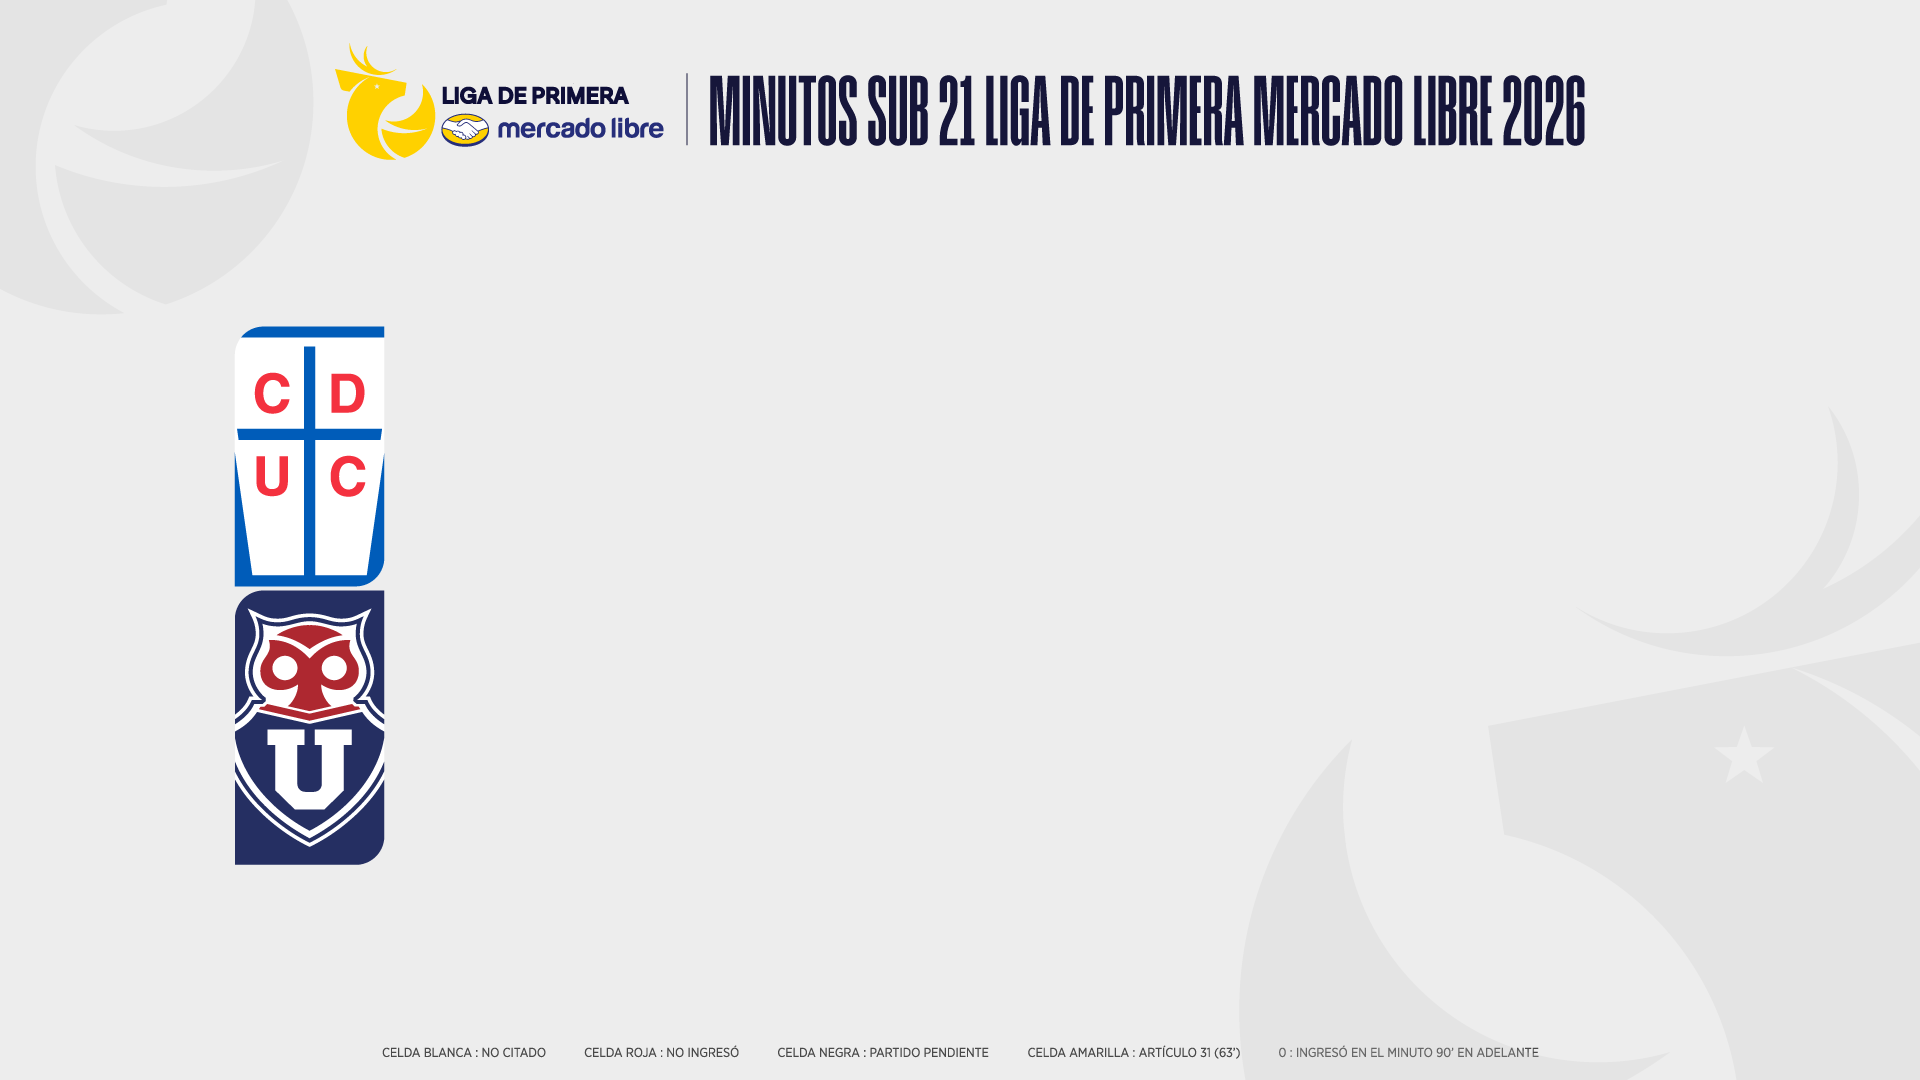 LIGA DE PRIMERA
mercado libre
MINUTOS SUB 21 LIGA DE PRIMERA MERCADO LIBRE 2026
C D
U C
U
CELDA BLANCA : NO CITADO CELDA ROJA : NO INGRESÓ CELDA NEGRA : PARTIDO PENDIENTE CELDA AMARILLA : ARTÍCULO 31 (63') 0 : INGRESÓ EN EL MINUTO 90' EN ADELANTE